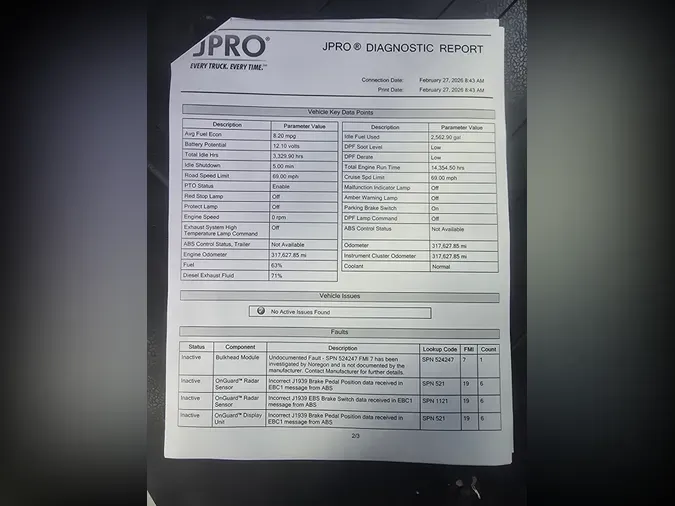 JPRO®
EVERY TRUCK. EVERY TIME.™
JPRO ® DIAGNOSTIC REPORT
Connection Date: February 27, 2026 8:43 AM
Print Date: February 27, 2026 8:43 AM
Vehicle Key Data Points
Description Parameter Value
Avg Fuel Econ 8.20 mpg
Battery Potential 12.10 volts
Total Idle Hrs 3,329.90 hrs
Idle Shutdown 5.00 min
Road Speed Limit 69.00 mph
PTO Status Enable
Red Stop Lamp Off
Protect Lamp Off
Engine Speed 0 rpm
Exhaust System High Off
Temperature Lamp Command
ABS Control Status, Trailer Not Available
Engine Odometer 317,627.85 mi
Fuel 63%
Diesel Exhaust Fluid 71%
Description Parameter Value
Idle Fuel Used 2,562.90 gal
DPF Soot Level Low
DPF Derate Low
Total Engine Run Time 14,354.50 hrs
Cruise Spd Limit 69.00 mph
Malfunction Indicator Lamp Off
Amber Warning Lamp Off
Parking Brake Switch On
DPF Lamp Command Off
ABS Control Status Not Available
Odometer 317,627.85 mi
Instrument Cluster Odometer 317,627.85 mi
Coolant Normal
Vehicle Issues
No Active Issues Found
Faults
Status Component Description Lookup Code FMI Count
Inactive Bulkhead Module Undocumented Fault - SPN 524247 FMI 7 has been SPN 524247 7 1
investigated by Noregon and is not documented by the
manufacturer. Contact Manufacturer for further details.
Inactive OnGuard™ Radar Incorrect J1939 Brake Pedal Position data received in SPN 521 19 6
Sensor EBC1 message from ABS
Inactive OnGuard™ Radar Incorrect J1939 EBS Brake Switch data received in EBC1 SPN 1121 19 6
Sensor message from ABS
Inactive OnGuard™ Display Incorrect J1939 Brake Pedal Position data received in SPN 521 19 6
Unit EBC1 message from ABS
2/3